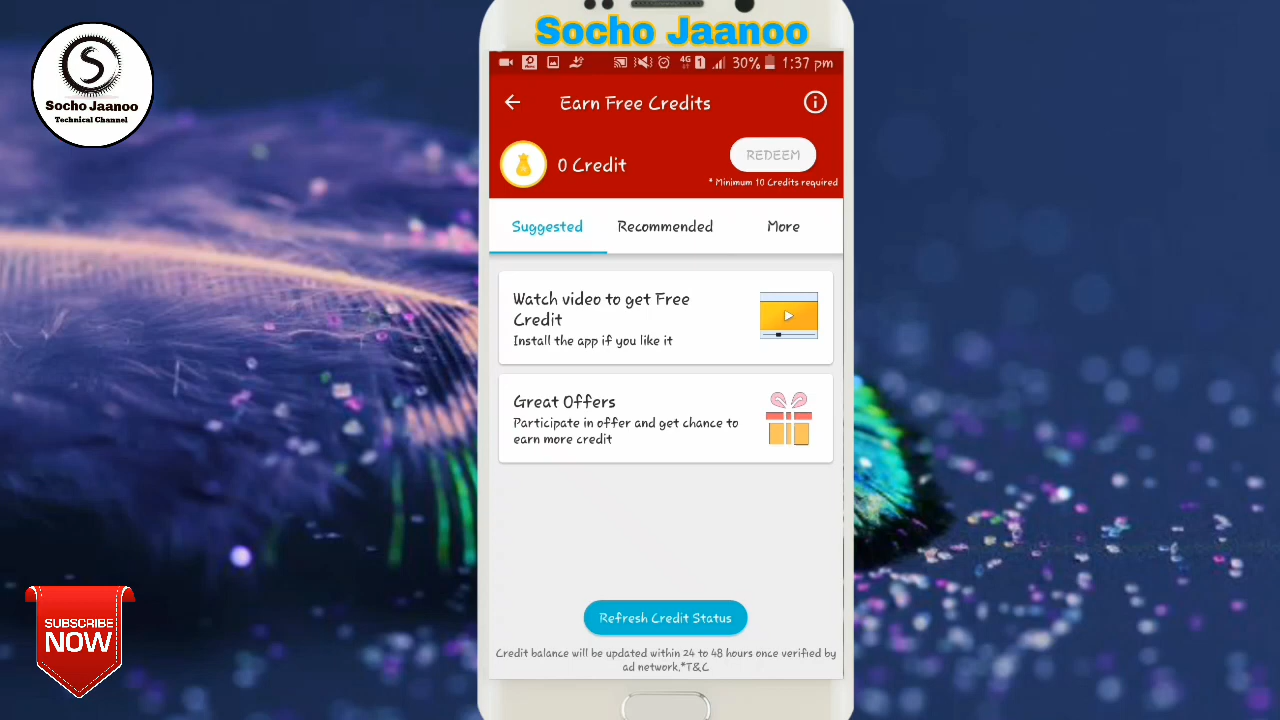 Socho Jaanoo
Socho Jaanoo
Technical Channel
4G 1 30% 1:37 pm
Earn Free Credits
0 Credit
REDEEM
* Minimum 10 Credits required
Suggested Recommended More
Watch video to get Free
Credit
Install the app if you like it
Great Offers
Participate in offer and get chance to
earn more credit
SUBSCRIBE
NOW
Refresh Credit Status
Credit balance will be updated within 24 to 48 hours once verified by
ad network.*T&C